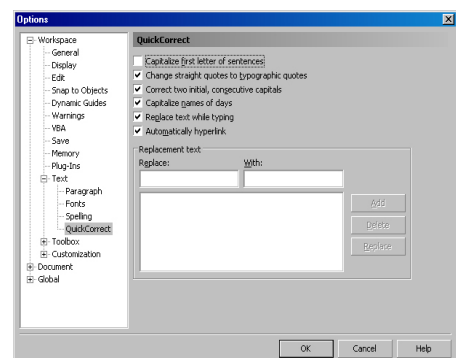 Options
Workspace
General
Display
Edit
Snap to Objects
Dynamic Guides
Warnings
VBA
Save
Memory
Plug-Ins
Text
Paragraph
Fonts
Spelling
QuickCorrect
Toolbox
Customization
Document
Global
QuickCorrect
Capitalize first letter of sentences
Change straight quotes to typographic quotes
Correct two initial, consecutive capitals
Capitalize names of days
Replace text while typing
Automatically hyperlink
Replacement text
Replace: With:
Add
Delete
Replace
OK Cancel Help